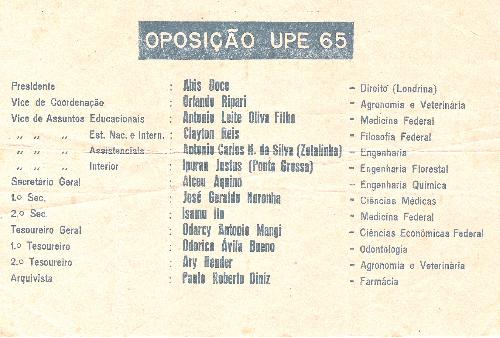 OPOSIÇÃO UPE 65
Presidente : Abis Doce – Direito (Londrina)
Vice de Coordenação : Orlando Ripari – Agronomia e Veterinária
Vice de Assuntos Educacionais : Antonio Leite Oliva Filho – Medicina Federal
,, ,, ,, Est. Nac. e Intern. : Clayton Reis – Filosofia Federal
,, ,, ,, Assistenciais : Antonio Carlos N. da Silva (Zotolinha) – Engenharia
,, ,, ,, Interior : Ipuran Justus (Ponta Grossa) – Engenharia Florestal
Secretário Geral : Alceu Aquino – Engenharia Química
1.o Sec. : José Geraldo Noronha – Ciências Médicas
2.o Sec. : Isamu Ito – Medicina Federal
Tesoureiro Geral : Odarcy Antonio Mangi – Ciências Econômicas Federal
1.o Tesoureiro : Odorico Ávila Bueno – Odontologia
2.o Tesoureiro : Ary – Agronomia e Veterinária
Arquivista : Paulo Roberto Diniz – Farmácia